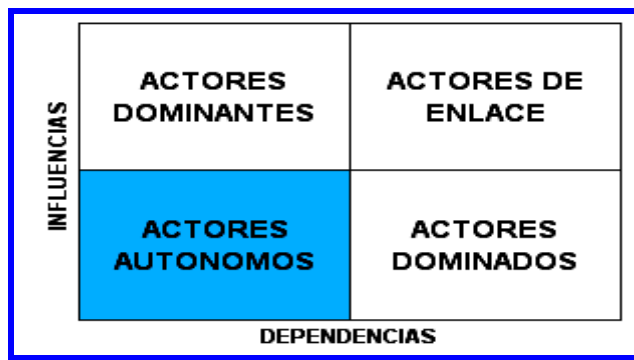 INFLUENCIAS
ACTORES
DOMINANTES
ACTORES DE
ENLACE
ACTORES
AUTONOMOS
ACTORES
DOMINADOS
DEPENDENCIAS